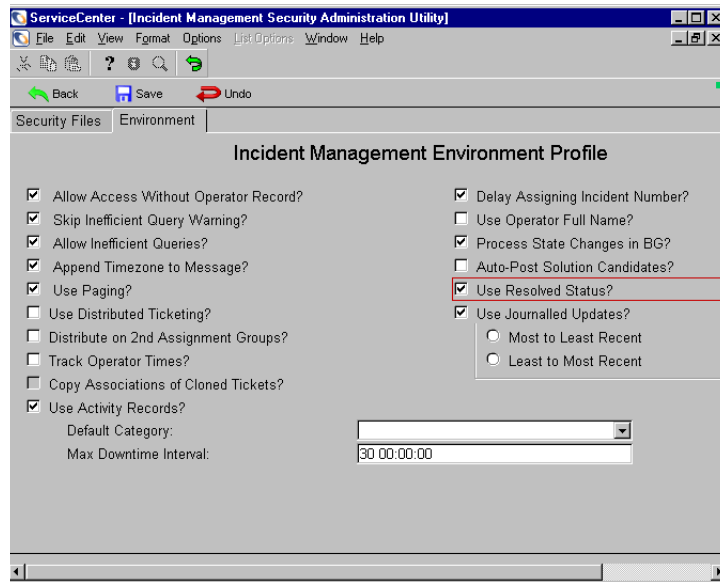 ServiceCenter - [Incident Management Security Administration Utility]
File Edit View Format Options List Options Window Help
Back Save Undo
Security Files Environment
Incident Management Environment Profile
Allow Access Without Operator Record?
Skip Inefficient Query Warning?
Allow Inefficient Queries?
Append Timezone to Message?
Use Paging?
Use Distributed Ticketing?
Distribute on 2nd Assignment Groups?
Track Operator Times?
Copy Associations of Cloned Tickets?
Use Activity Records?
Default Category:
Max Downtime Interval: 30 00:00:00
Delay Assigning Incident Number?
Use Operator Full Name?
Process State Changes in BG?
Auto-Post Solution Candidates?
Use Resolved Status?
Use Journalled Updates?
Most to Least Recent
Least to Most Recent